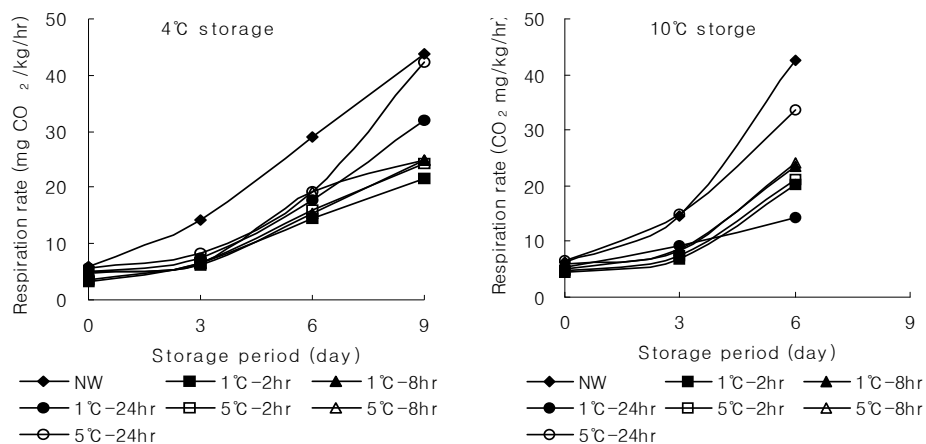 4℃ storage
Respiration rate (mg CO 2 /kg/hr)
50
40
30
20
10
0
0 3 6 9
Storage period (day)
NW 1℃-2hr 1℃-8hr
1℃-24hr 5℃-2hr 5℃-8hr
5℃-24hr
10℃ storge
Respiration rate (CO2 mg/kg/hr)
50
40
30
20
10
0
0 3 6 9
Storage period (day)
NW 1℃-2hr 1℃-8hr
1℃-24hr 5℃-2hr 5℃-8hr
5℃-24hr